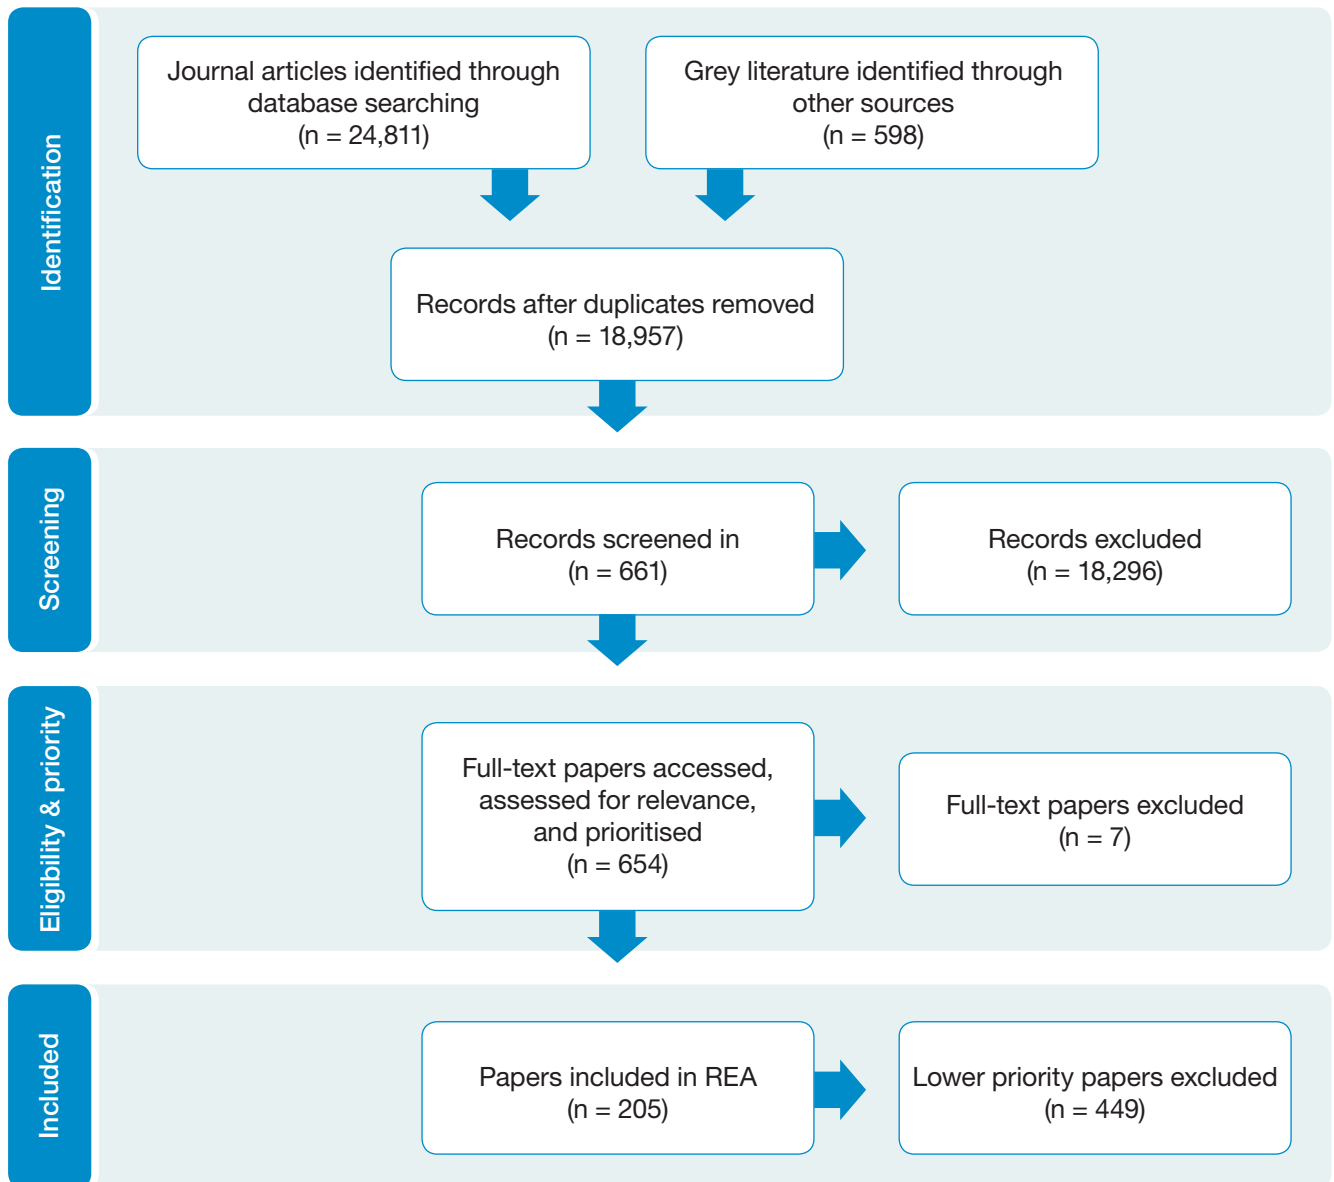 Identification
Journal articles identified through
database searching
(n = 24,811)
Grey literature identified through
other sources
(n = 598)
Records after duplicates removed
(n = 18,957)
Screening
Records screened in
(n = 661)
Records excluded
(n = 18,296)
Eligibility & priority
Full-text papers accessed,
assessed for relevance,
and prioritised
(n = 654)
Full-text papers excluded
(n = 7)
Included
Papers included in REA
(n = 205)
Lower priority papers excluded
(n = 449)